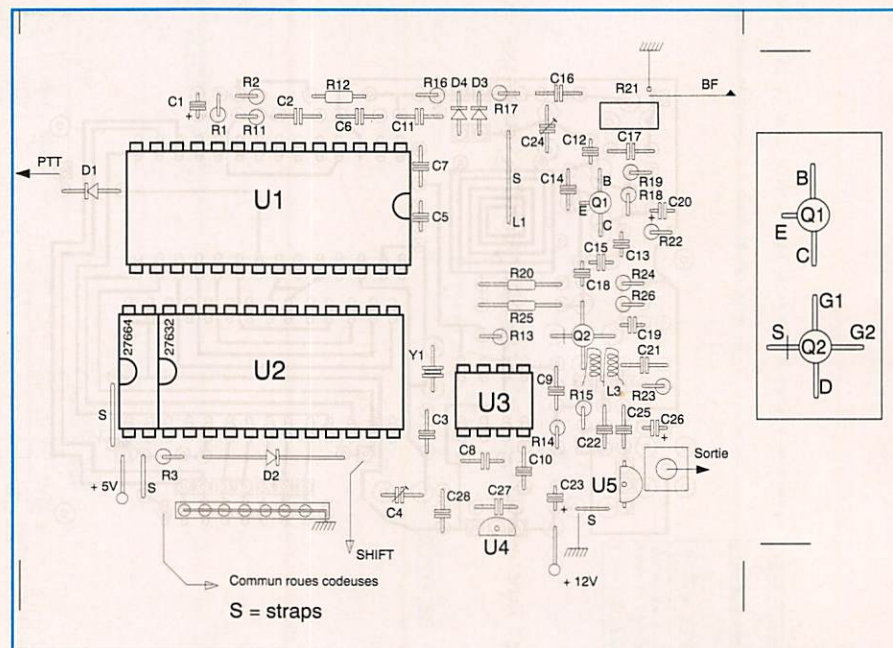 R16 D4 D3
C16
R21
BF
R2
R12
C1
R1
R11
C2
C6
C11
R17
C24
C12
C17
PTT
D1
C7
S
C14
B
R19
R18
E
Q1
C20
U1
C5
L1
C
C13
R22
C15
C18
R24
R20
R26
R25
R13
C19
Q2
27664
27632
U2
Y1
C21
U3
C9
L3
R15
R23
S
C3
R14
C22
C25
C26
R3
D2
C8
C10
Sortie
+ 5V
S
C4
C28
C27
C23
U5
S
U4
SHIFT
+ 12V
Commun roues codeuses
S = straps
B
Q1
E
C
G1
S
Q2
G2
D